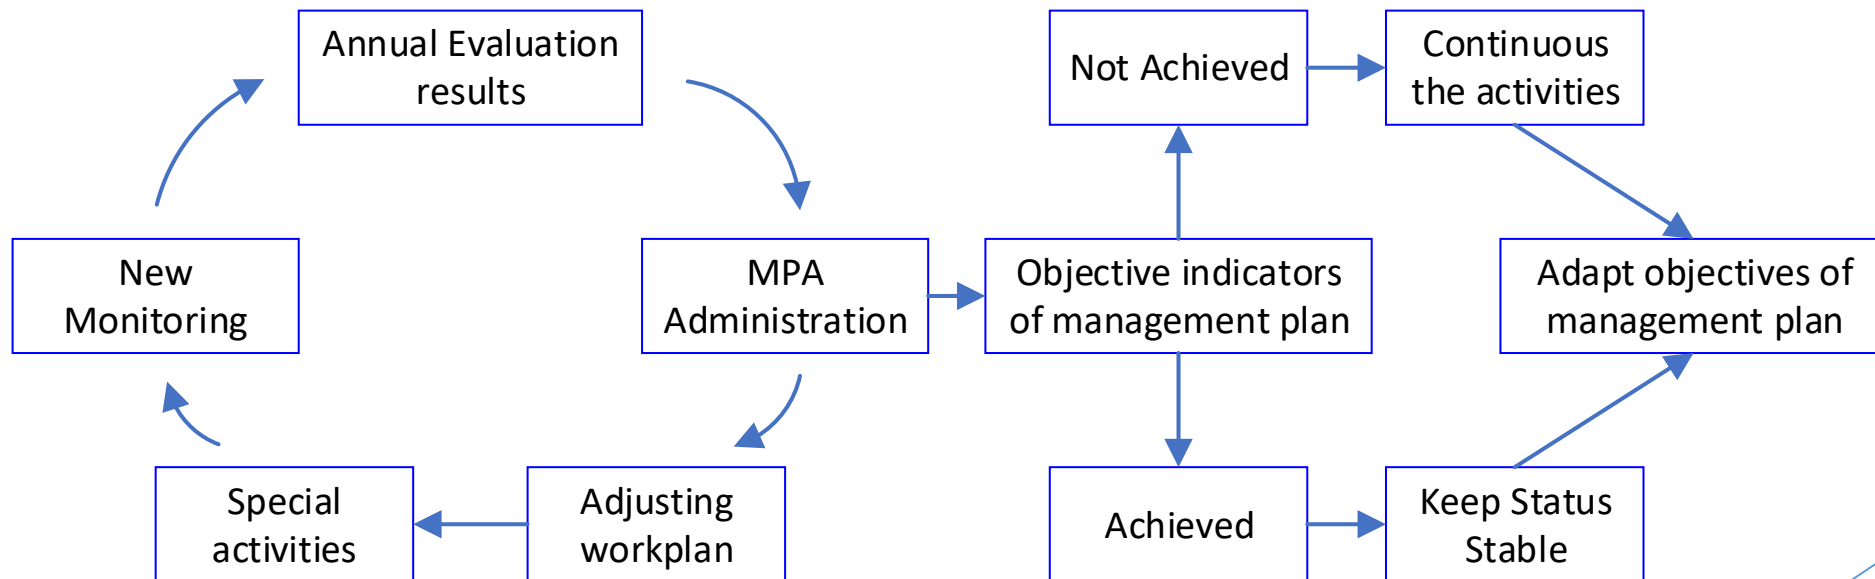 Annual Evaluation
results
Not Achieved
Continuous
the activities
New
Monitoring
MPA
Administration
Objective indicators
of management plan
Adapt objectives of
management plan
Special
activities
Adjusting
workplan
Achieved
Keep Status
Stable